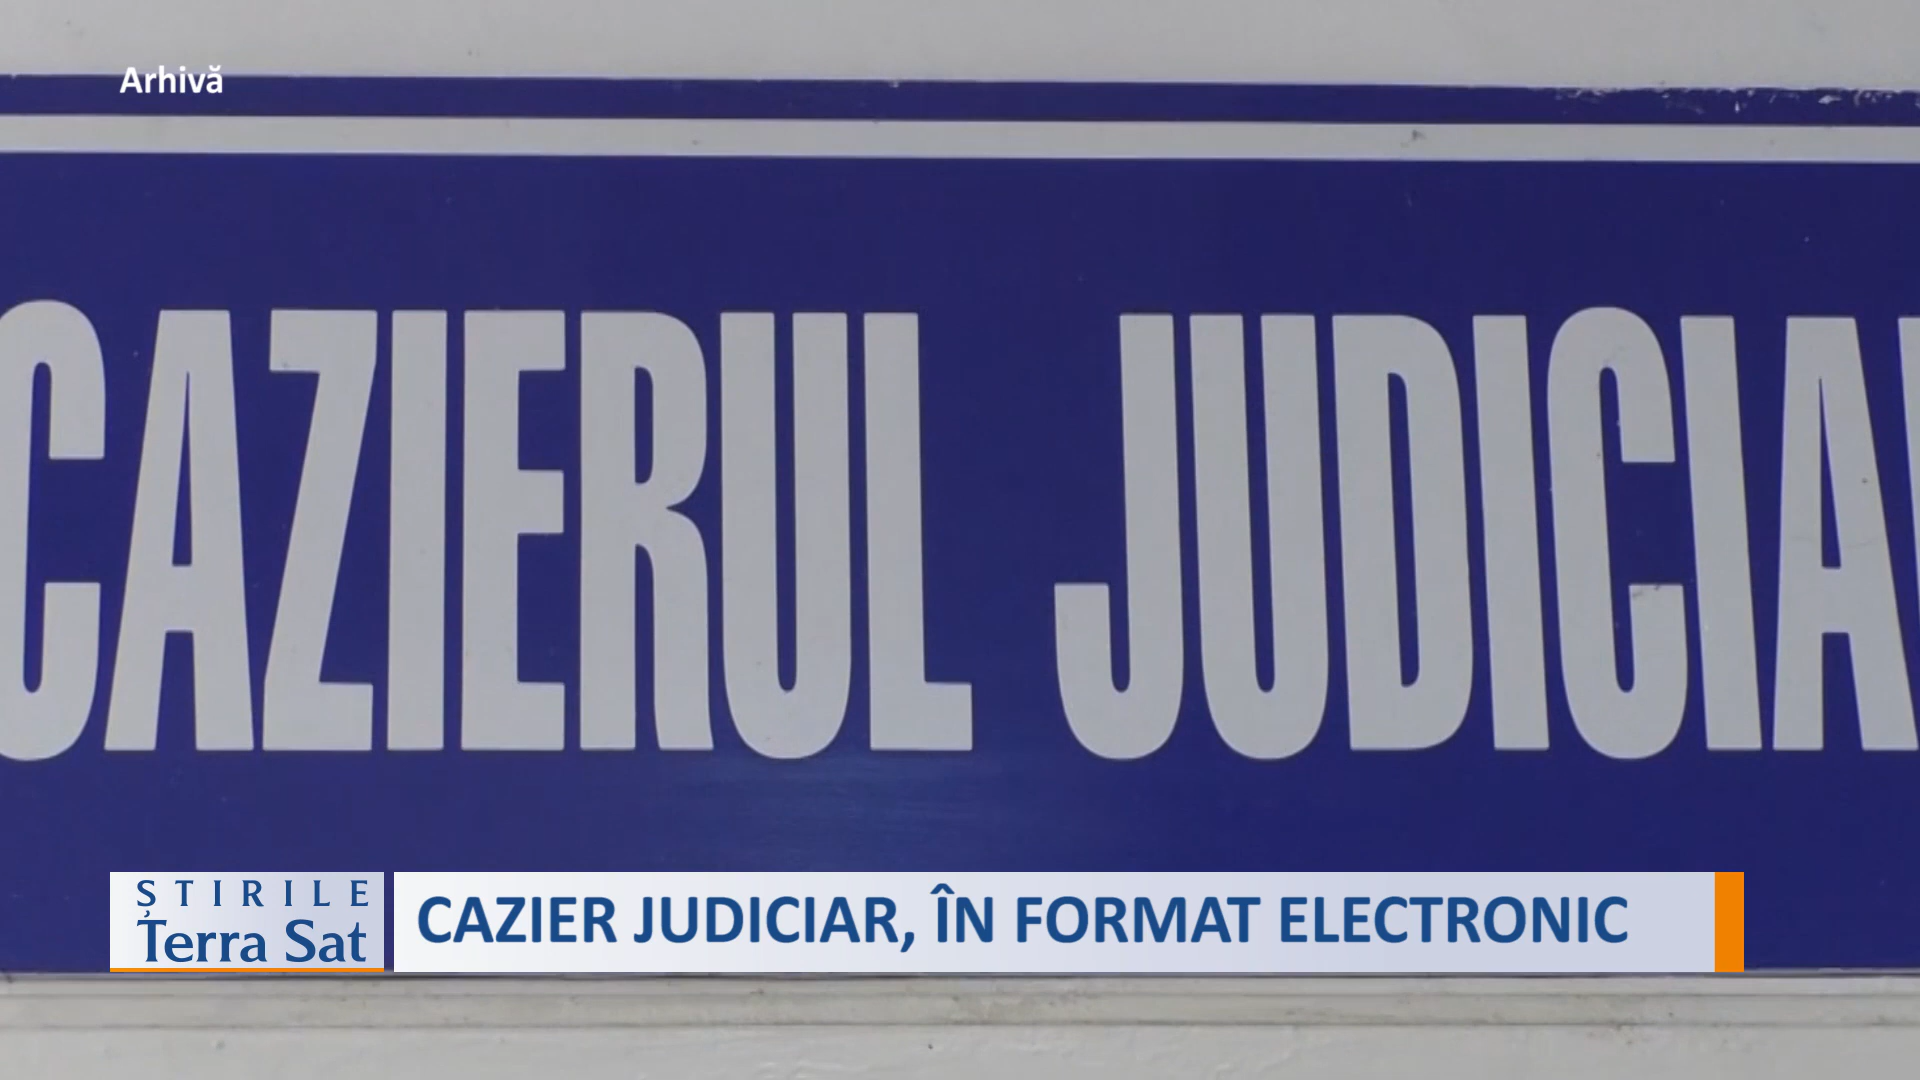 Arhivă
CAZIERUL JUDICIA
ȘTIRILE
Terra Sat
CAZIER JUDICIAR, ÎN FORMAT ELECTRONIC